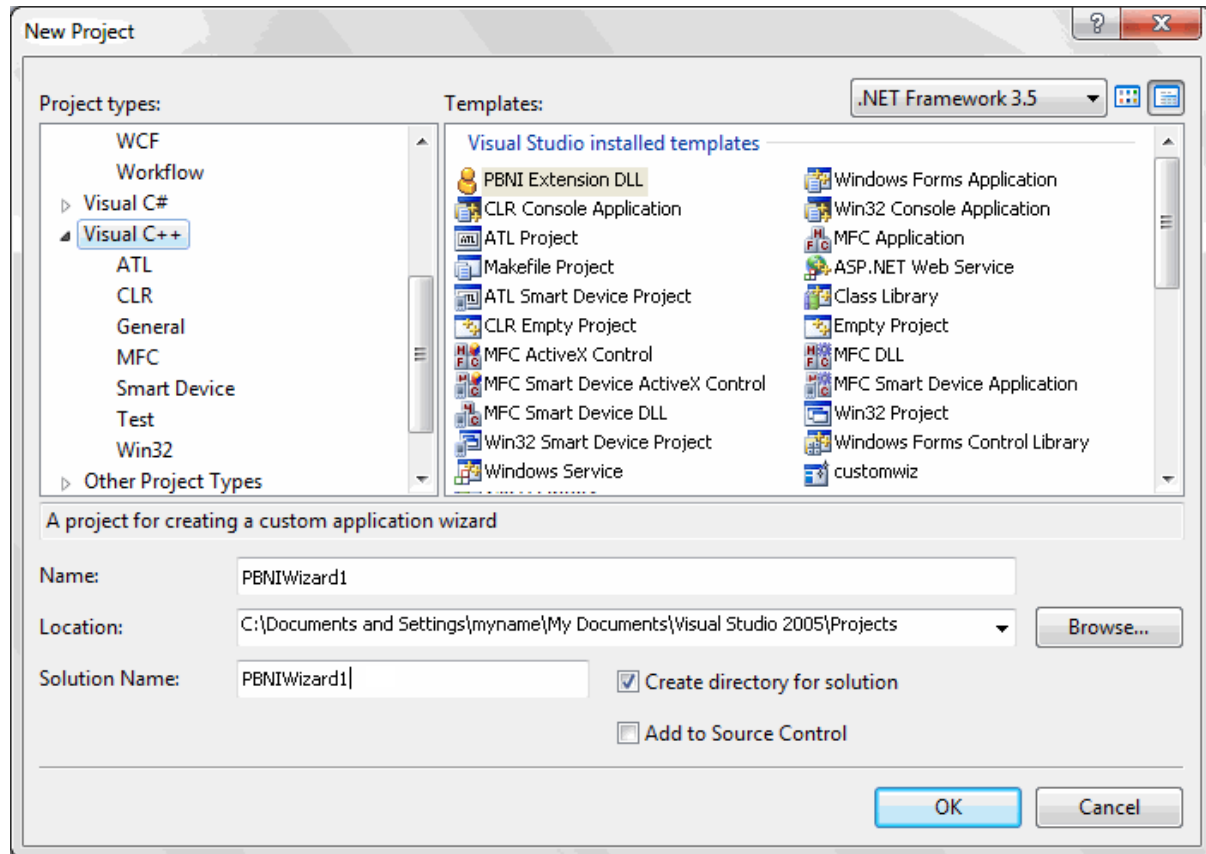 New Project
Project types:
Templates:
.NET Framework 3.5
WCF
Workflow
Visual C#
Visual C++
ATL
CLR
General
MFC
Smart Device
Test
Win32
Other Project Types
Visual Studio installed templates
PBNI Extension DLL
CLR Console Application
ATL Project
Makefile Project
ATL Smart Device Project
CLR Empty Project
MFC ActiveX Control
MFC Smart Device ActiveX Control
MFC Smart Device DLL
Win32 Smart Device Project
Windows Service
Windows Forms Application
Win32 Console Application
MFC Application
ASP.NET Web Service
Class Library
Empty Project
MFC DLL
MFC Smart Device Application
Win32 Project
Windows Forms Control Library
customwiz
A project for creating a custom application wizard
Name:
PBNIWizard1
Location:
C:\Documents and Settings\myname\My Documents\Visual Studio 2005\Projects
Browse...
Solution Name:
PBNIWizard1
Create directory for solution
Add to Source Control
OK
Cancel